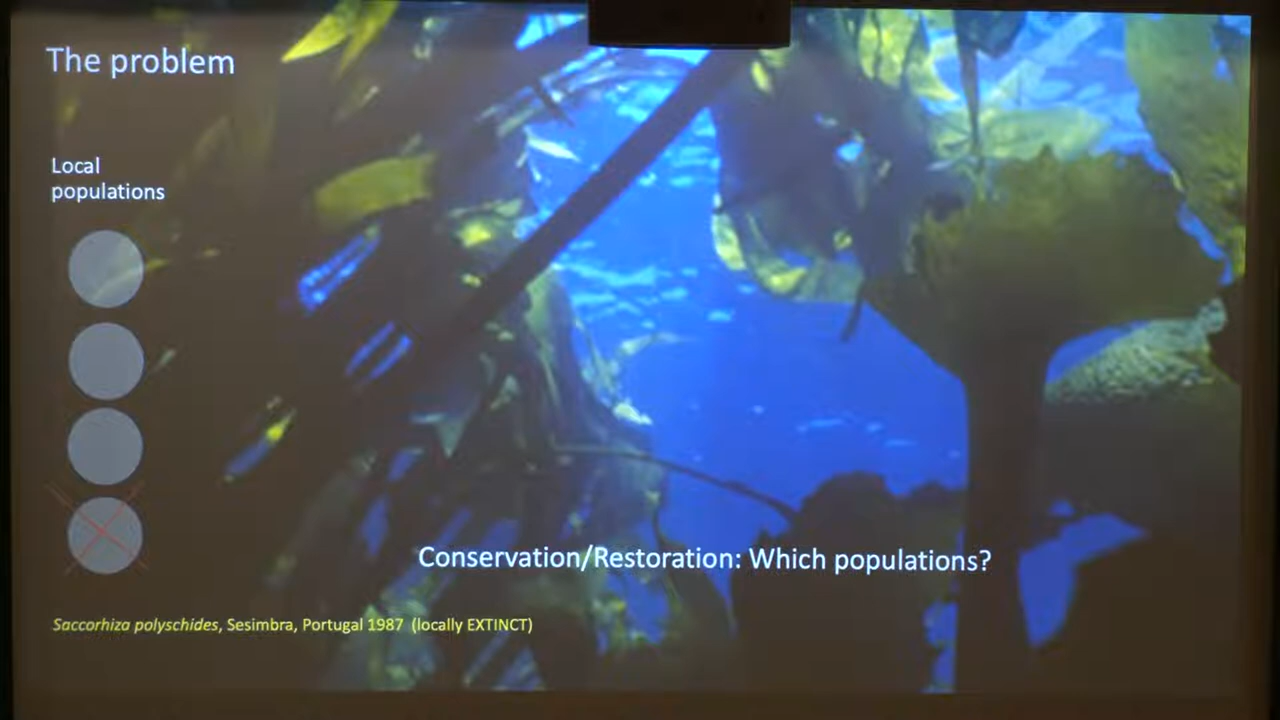 The problem
Local
populations
Conservation/Restoration: Which populations?
Saccorhiza polyschides, Sesimbra, Portugal 1987 (locally EXTINCT)